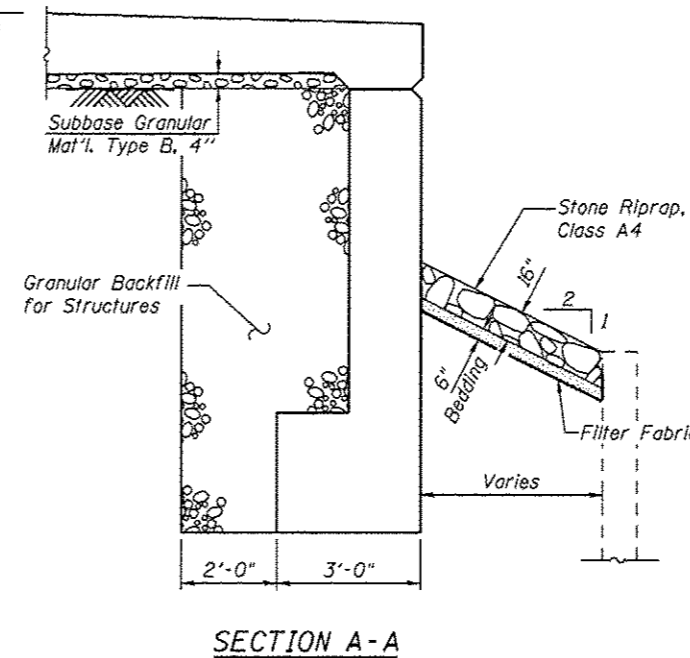 Subbase Granular
Mat'l. Type B, 4"
Stone Riprap,
Class A4
16"
2
1
Granular Backfill
for Structures
6"
Bedding
Filter Fabri
Varies
2'-0"
3'-0"
SECTION A-A